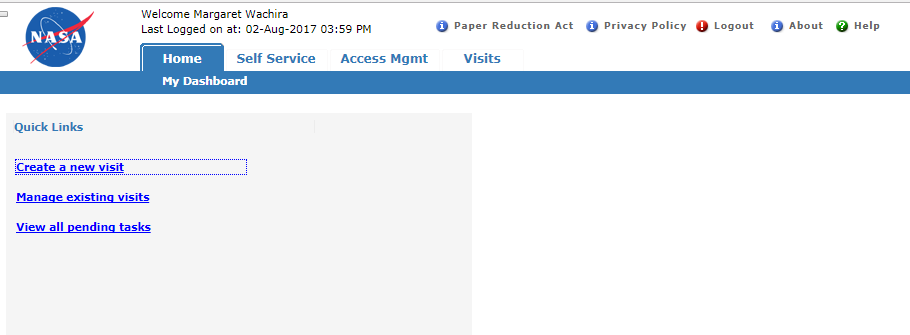 Welcome Margaret Wachira
Last Logged on at: 02-Aug-2017 03:59 PM
Paper Reduction Act Privacy Policy Logout About Help
NASA
Home Self Service Access Mgmt Visits
My Dashboard
Quick Links
Create a new visit
Manage existing visits
View all pending tasks